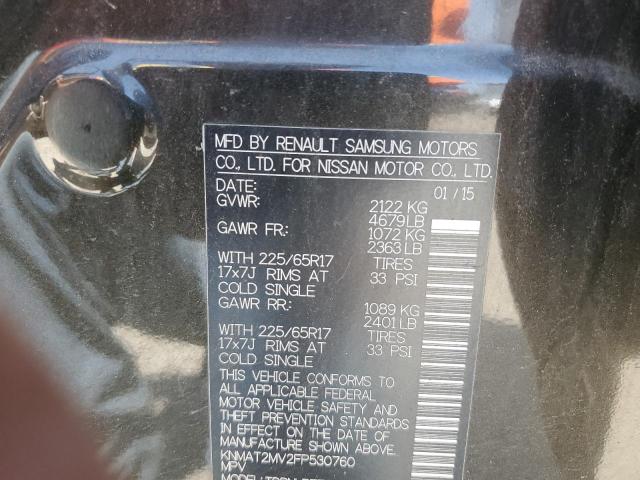 MFD BY RENAULT SAMSUNG MOTORS
CO., LTD. FOR NISSAN MOTOR CO., LTD.
DATE: 01/15
GVWR: 2122 KG
4679 LB
GAWR FR: 1072 KG
2363 LB
WITH 225/65R17 TIRES
17x7J RIMS AT 33 PSI
COLD SINGLE
GAWR RR: 1089 KG
2401 LB
WITH 225/65R17 TIRES
17x7J RIMS AT 33 PSI
COLD SINGLE
THIS VEHICLE CONFORMS TO
ALL APPLICABLE FEDERAL
MOTOR VEHICLE SAFETY AND
THEFT PREVENTION STANDARDS
IN EFFECT ON THE DATE OF
MANUFACTURE SHOWN ABOVE.
KNMAT2MV2FP530760
MPV